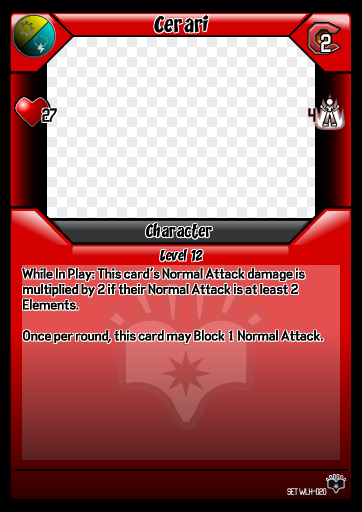 Cerari
2
27
4
Character
Level 12
While In Play: This card's Normal Attack damage is
multiplied by 2 if their Normal Attack is at least 2
Elements.
Once per round, this card may Block 1 Normal Attack.
SET WLH-020